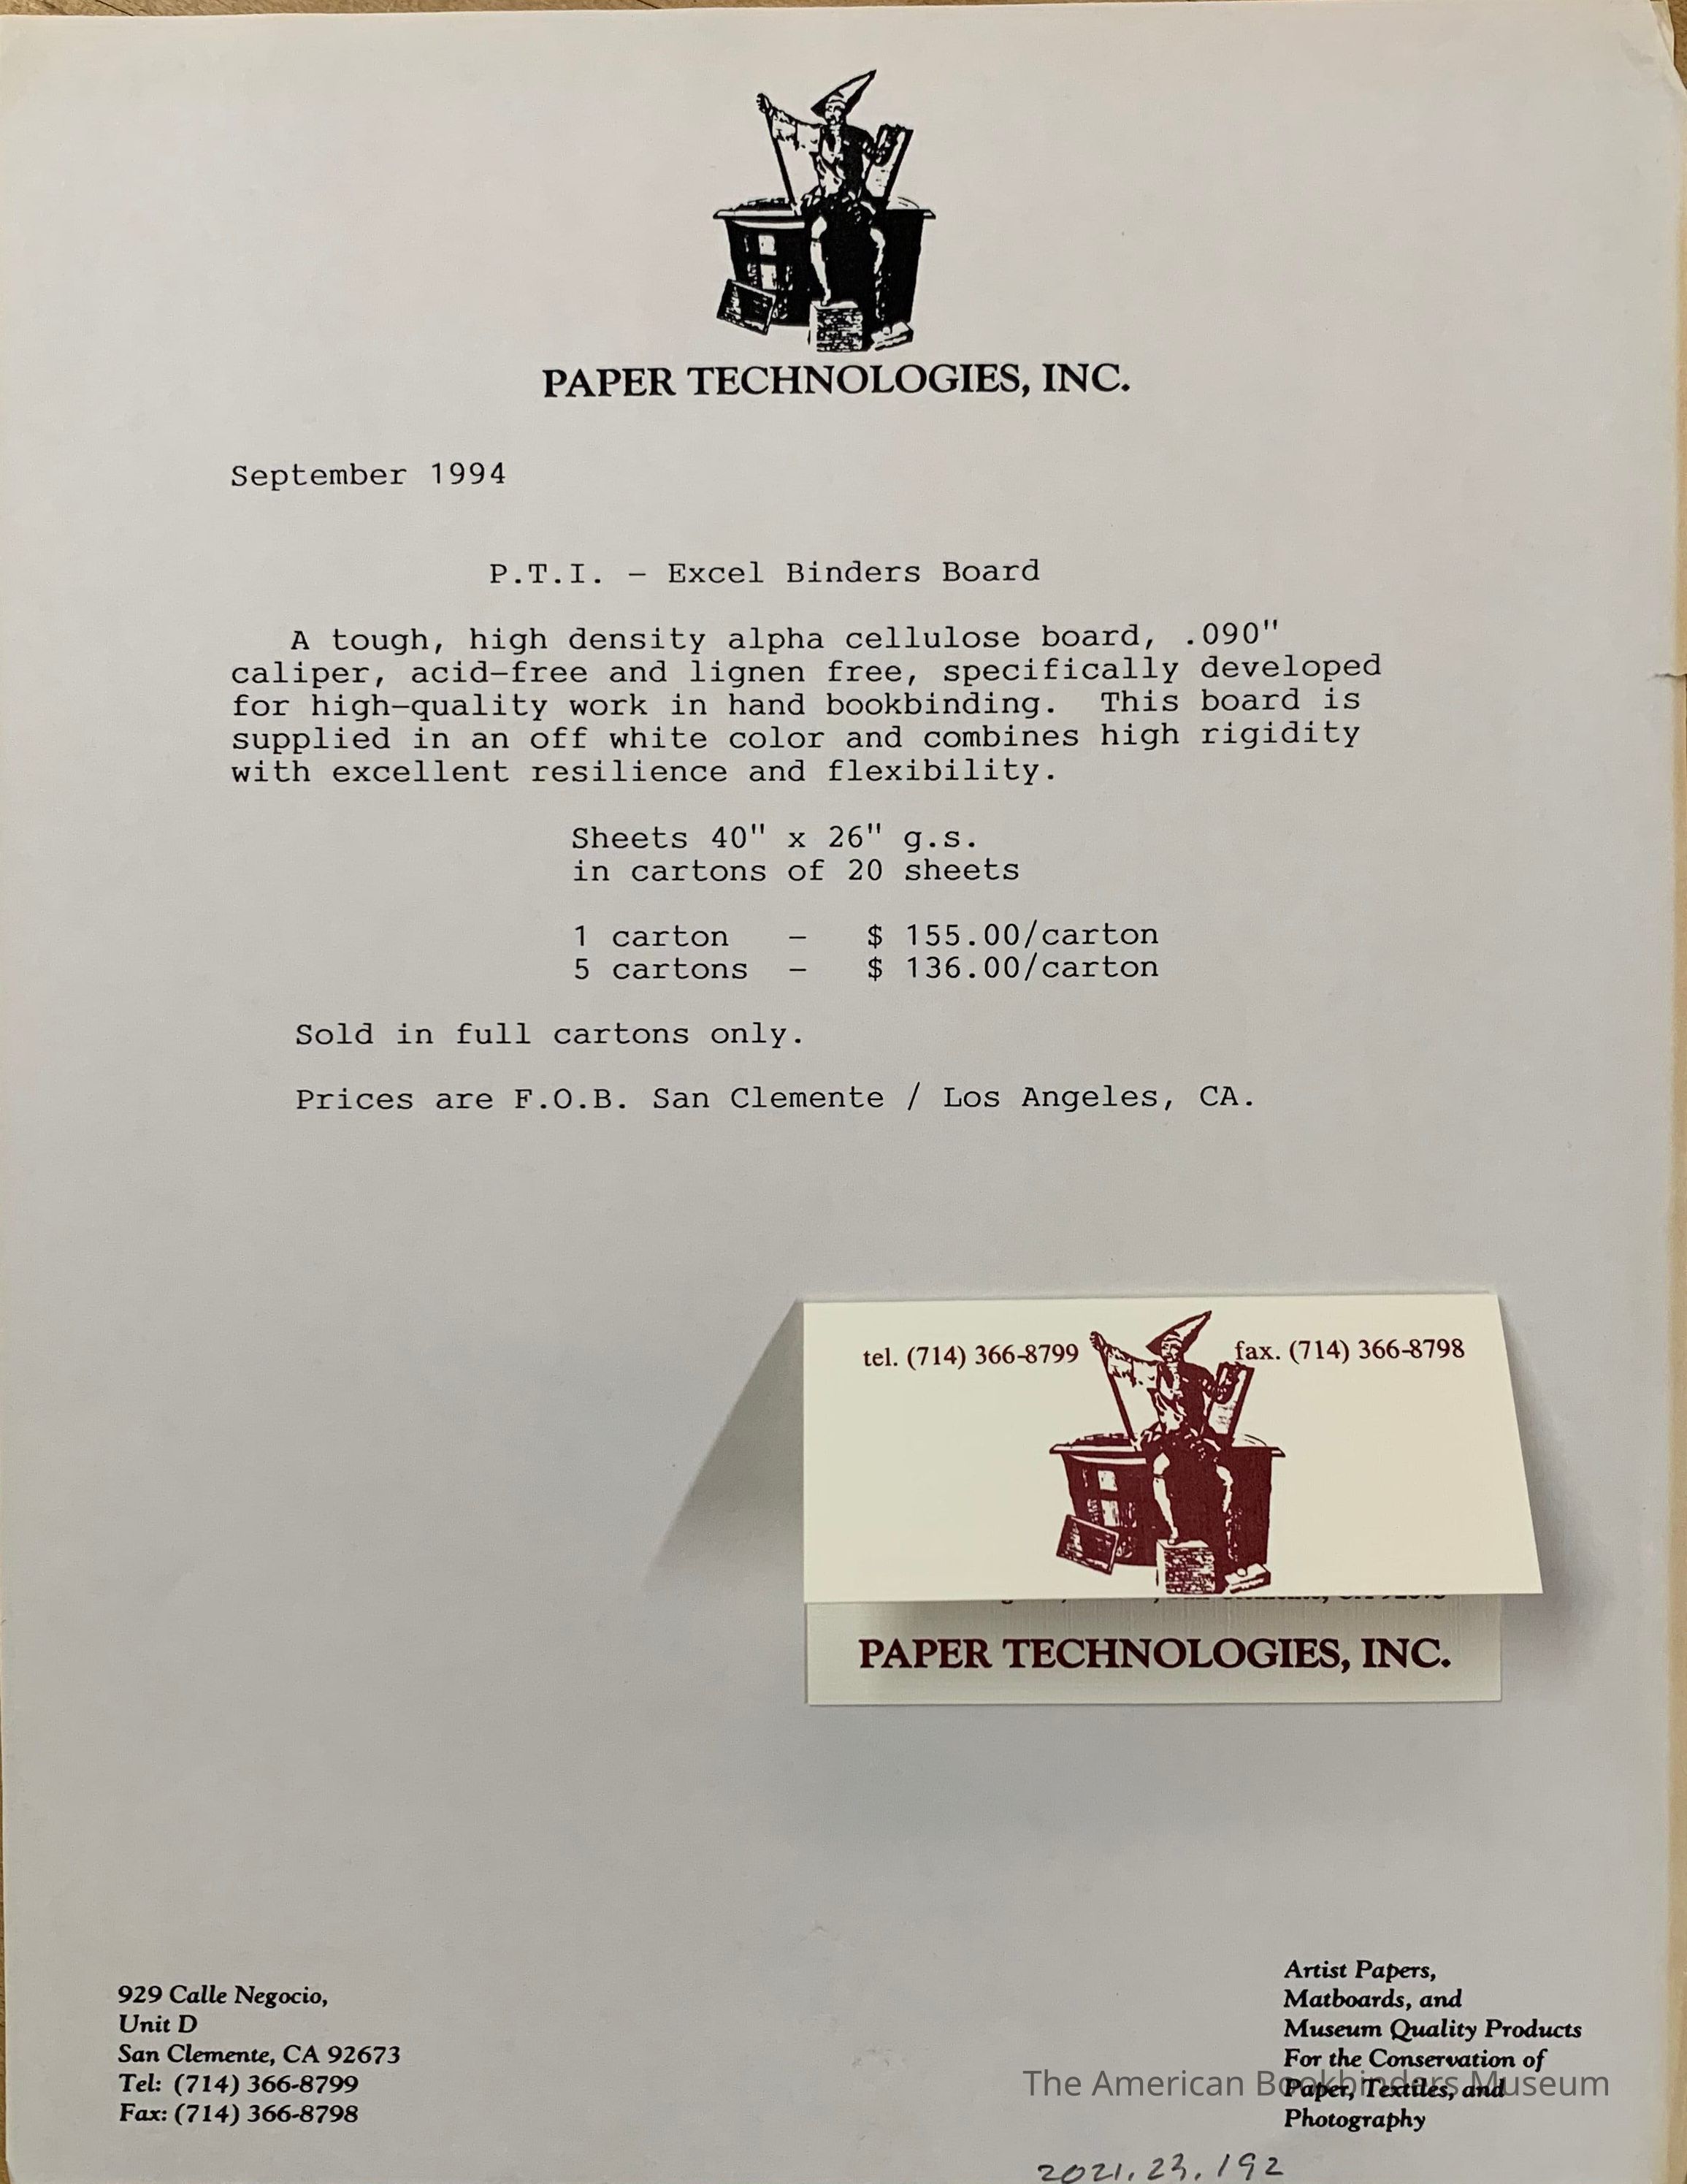 PAPER TECHNOLOGIES, INC.
September 1994
P.T.I. – Excel Binders Board
A tough, high density alpha cellulose board, .090"
caliper, acid-free and lignen free, specifically developed
for high-quality work in hand bookbinding. This board is
supplied in an off white color and combines high rigidity
with excellent resilience and flexibility.
Sheets 40" x 26" g.s.
in cartons of 20 sheets
1 carton – $ 155.00/carton
5 cartons – $ 136.00/carton
Sold in full cartons only.
Prices are F.O.B. San Clemente / Los Angeles, CA.
tel. (714) 366-8799
fax. (714) 366-8798
PAPER TECHNOLOGIES, INC.
929 Calle Negocio,
Unit D
San Clemente, CA 92673
Tel: (714) 366-8799
Fax: (714) 366-8798
Artist Papers,
Matboards, and
Museum Quality Products
For the Conservation of
Paper, Textiles, and
Photography
The American Bookbinders Museum
2021.23.192